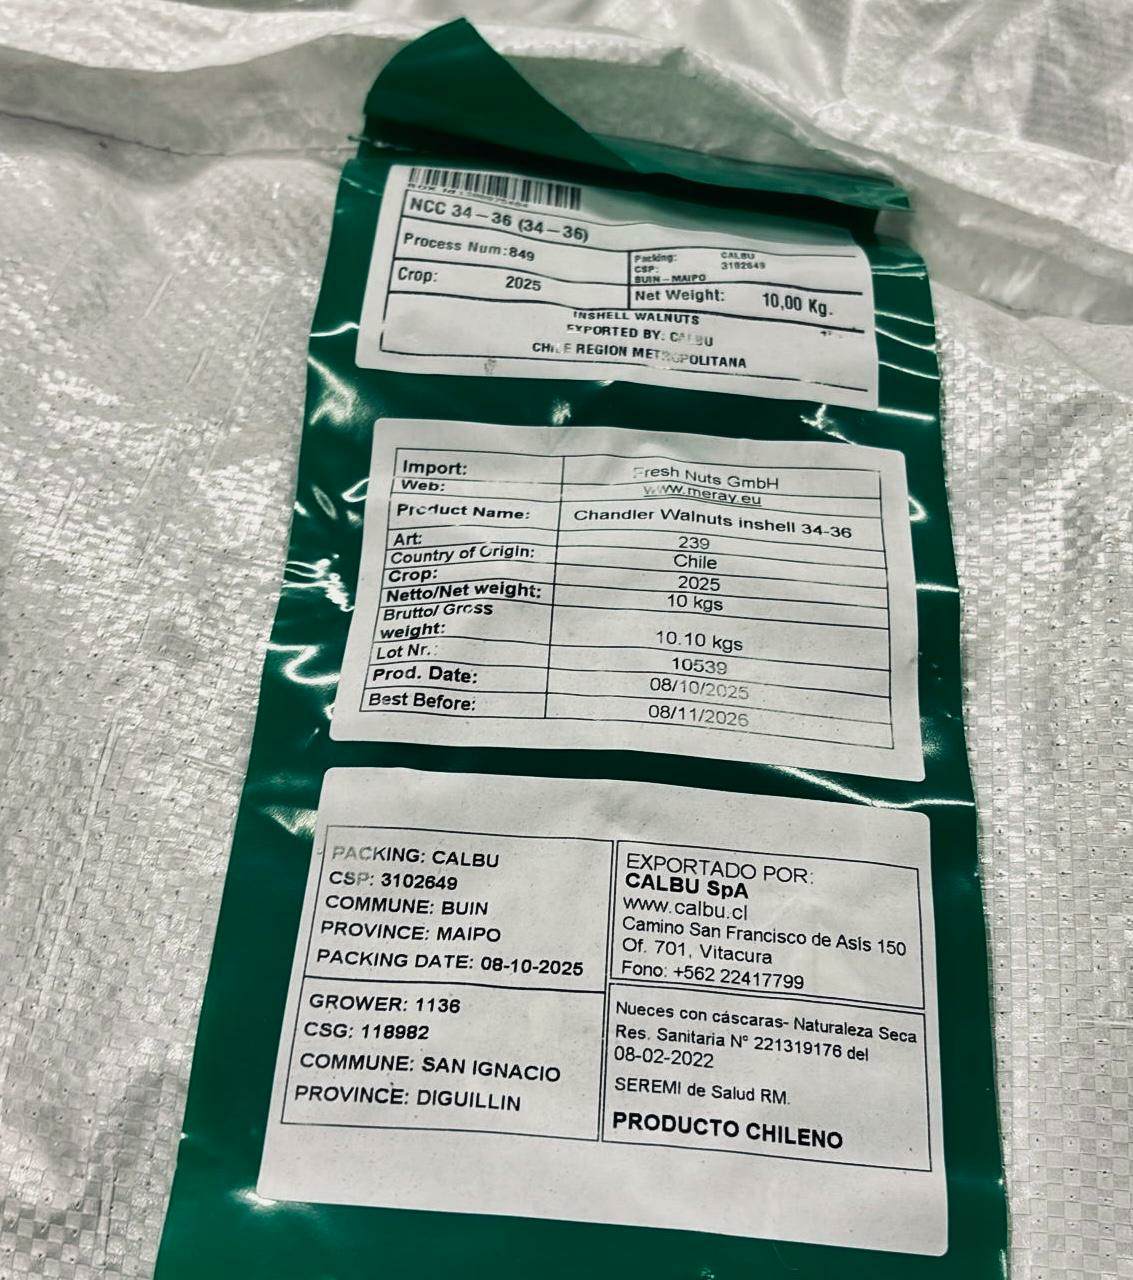 NCC 34-36 (34-36)
Process Num:849
Packing: CALBU
CSP: 3102649
BUIN-MAIPO
Crop: 2025
Net Weight: 10,00 Kg.
INSHELL WALNUTS
EXPORTED BY: CALBU
CHILE REGION METROPOLITANA
Import: Fresh Nuts GmbH
Web: www.meray.eu
Product Name: Chandler Walnuts inshell 34-36
Art: 239
Country of Origin: Chile
Crop: 2025
Netto/Net weight: 10 kgs
Brutto/ Gross
weight: 10.10 kgs
Lot Nr.: 10539
Prod. Date: 08/10/2025
Best Before: 08/11/2026
PACKING: CALBU
CSP: 3102649
COMMUNE: BUIN
PROVINCE: MAIPO
PACKING DATE: 08-10-2025
GROWER: 1136
CSG: 118982
COMMUNE: SAN IGNACIO
PROVINCE: DIGUILLIN
EXPORTADO POR:
CALBU SpA
www.calbu.cl
Camino San Francisco de Asis 150
Of. 701, Vitacura
Fono: +562 22417799
Nueces con cáscaras- Naturaleza Seca
Res. Sanitaria N° 221319176 del
08-02-2022
SEREMI de Salud RM.
PRODUCTO CHILENO